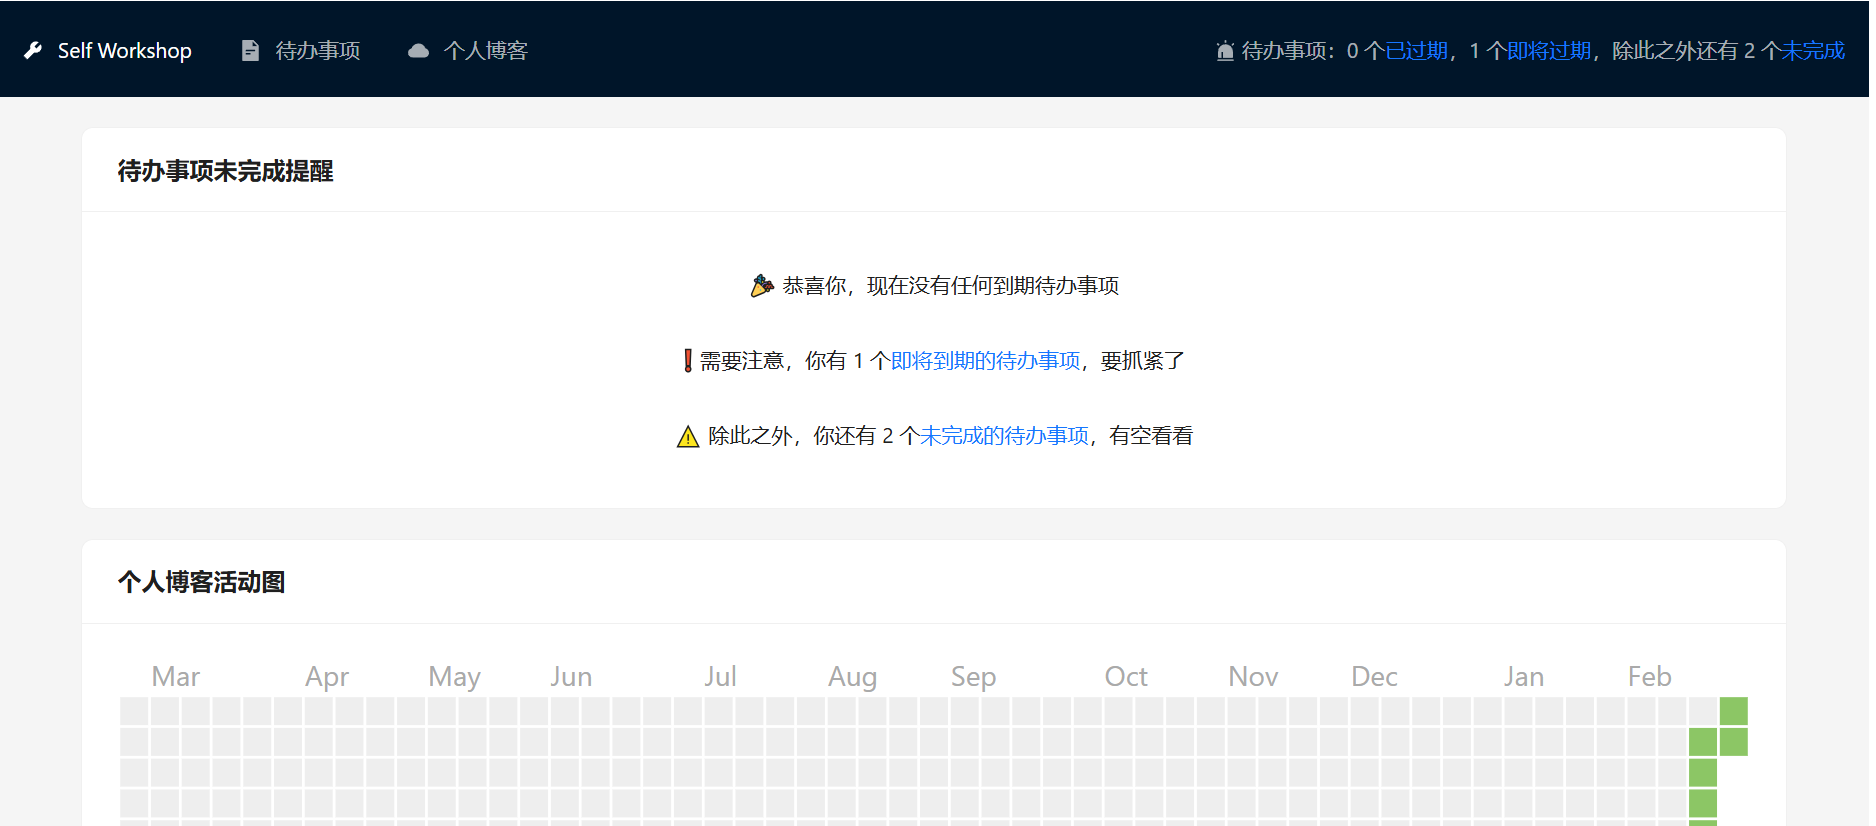 Self Workshop 待办事项 个人博客 待办事项：0 个已过期，1 个即将过期，除此之外还有 2 个未完成
待办事项未完成提醒
恭喜你，现在没有任何到期待办事项
需要注意，你有 1 个即将到期的待办事项，要抓紧了
除此之外，你还有 2 个未完成的待办事项，有空看看
个人博客活动图
Mar Apr May Jun Jul Aug Sep Oct Nov Dec Jan Feb